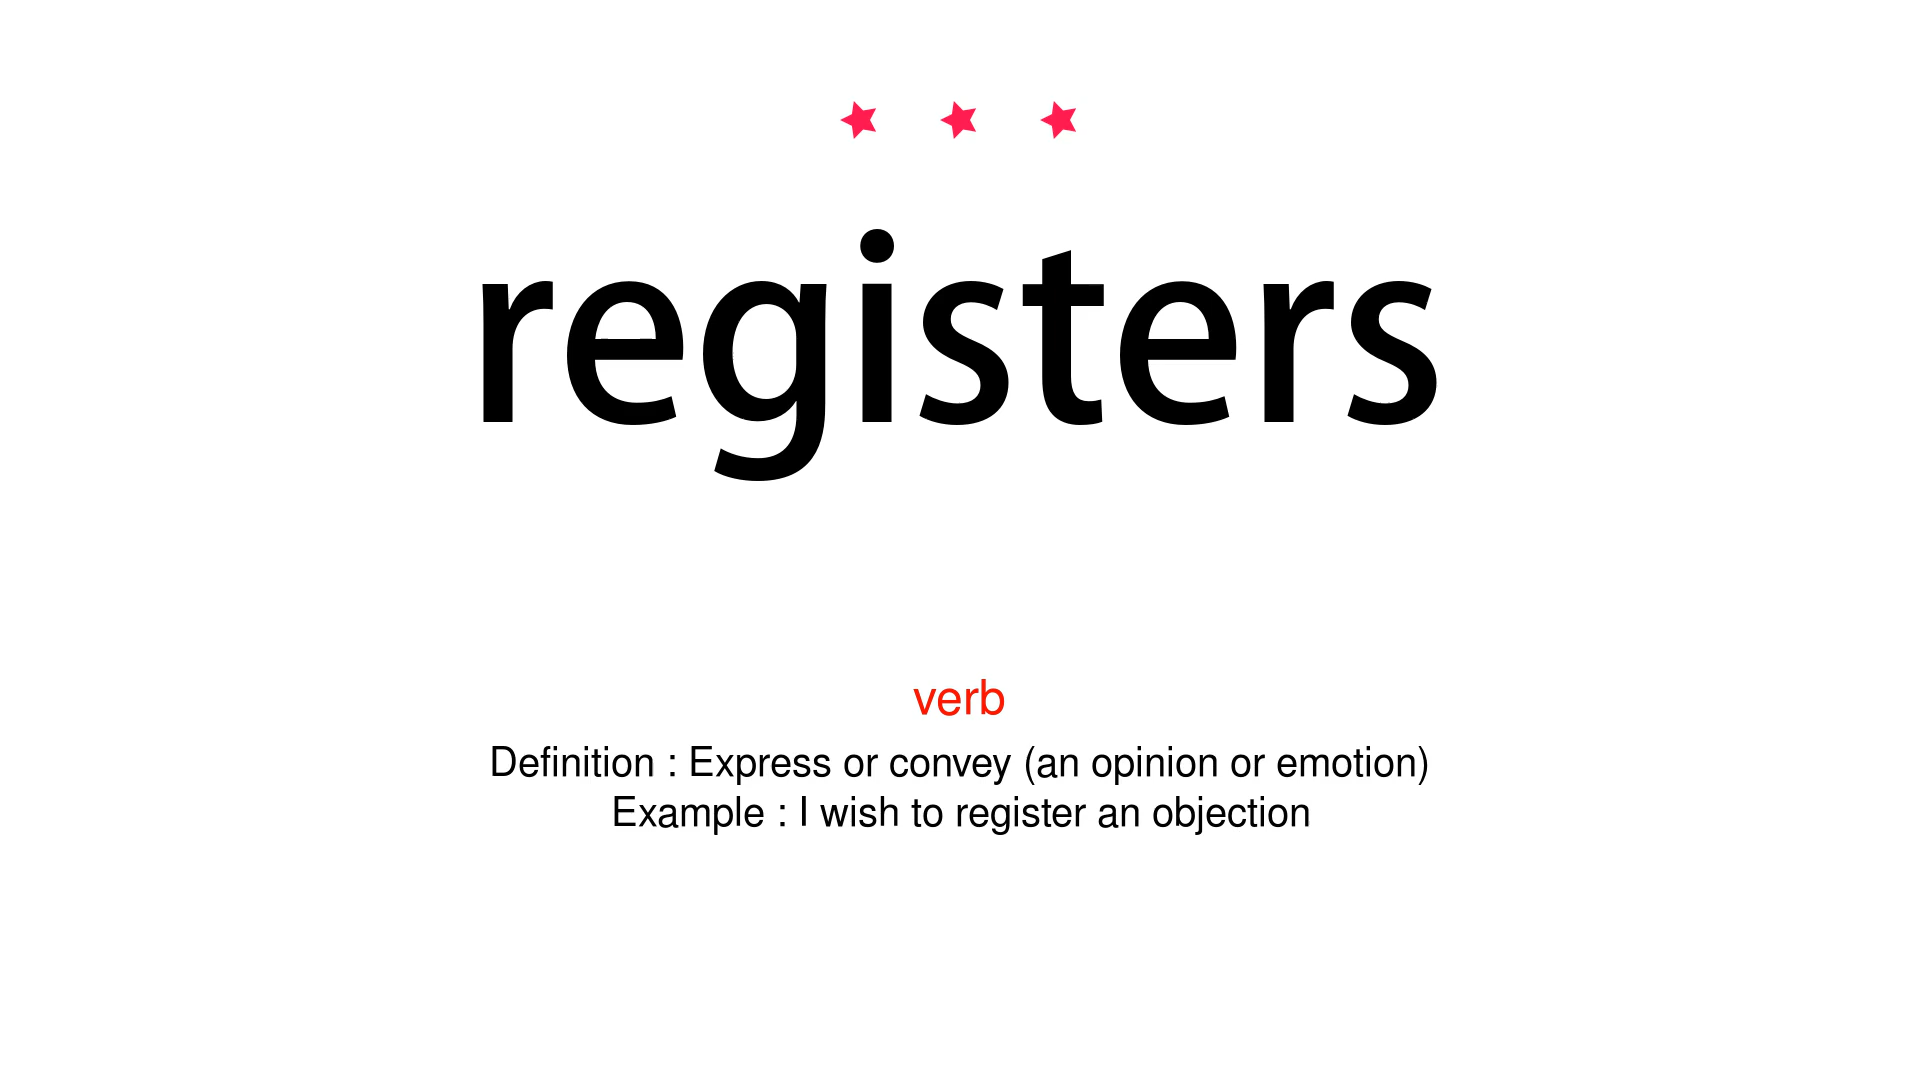 registers
verb
Definition : Express or convey (an opinion or emotion)
Example : I wish to register an objection